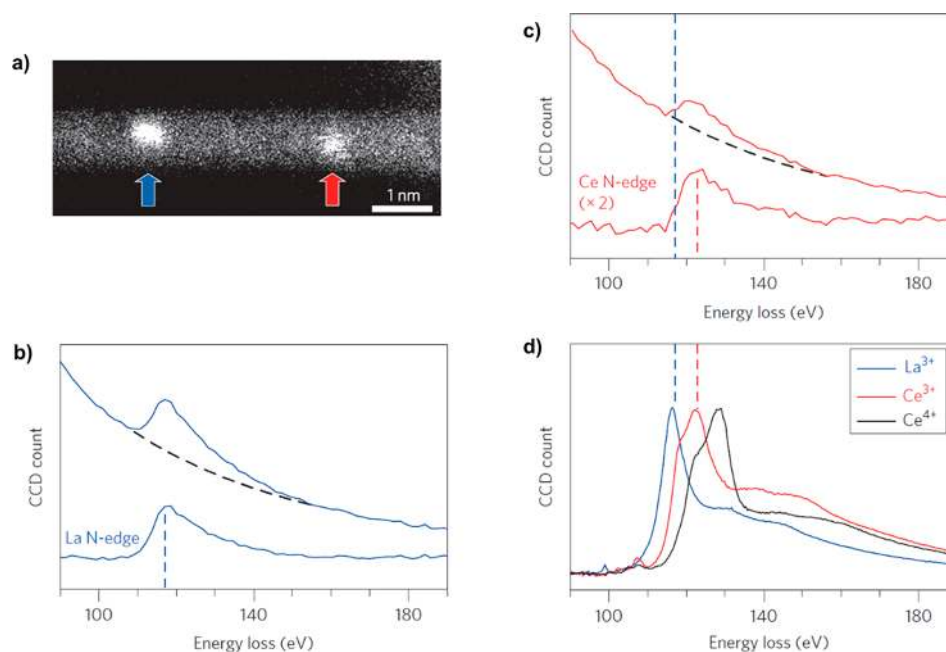 a)
1 nm
b)
CCD count
La N-edge
100 140 180
Energy loss (eV)
c)
CCD count
Ce N-edge
(×2)
100 140 180
Energy loss (eV)
d)
CCD count
La³⁺
Ce³⁺
Ce⁴⁺
100 140 180
Energy loss (eV)